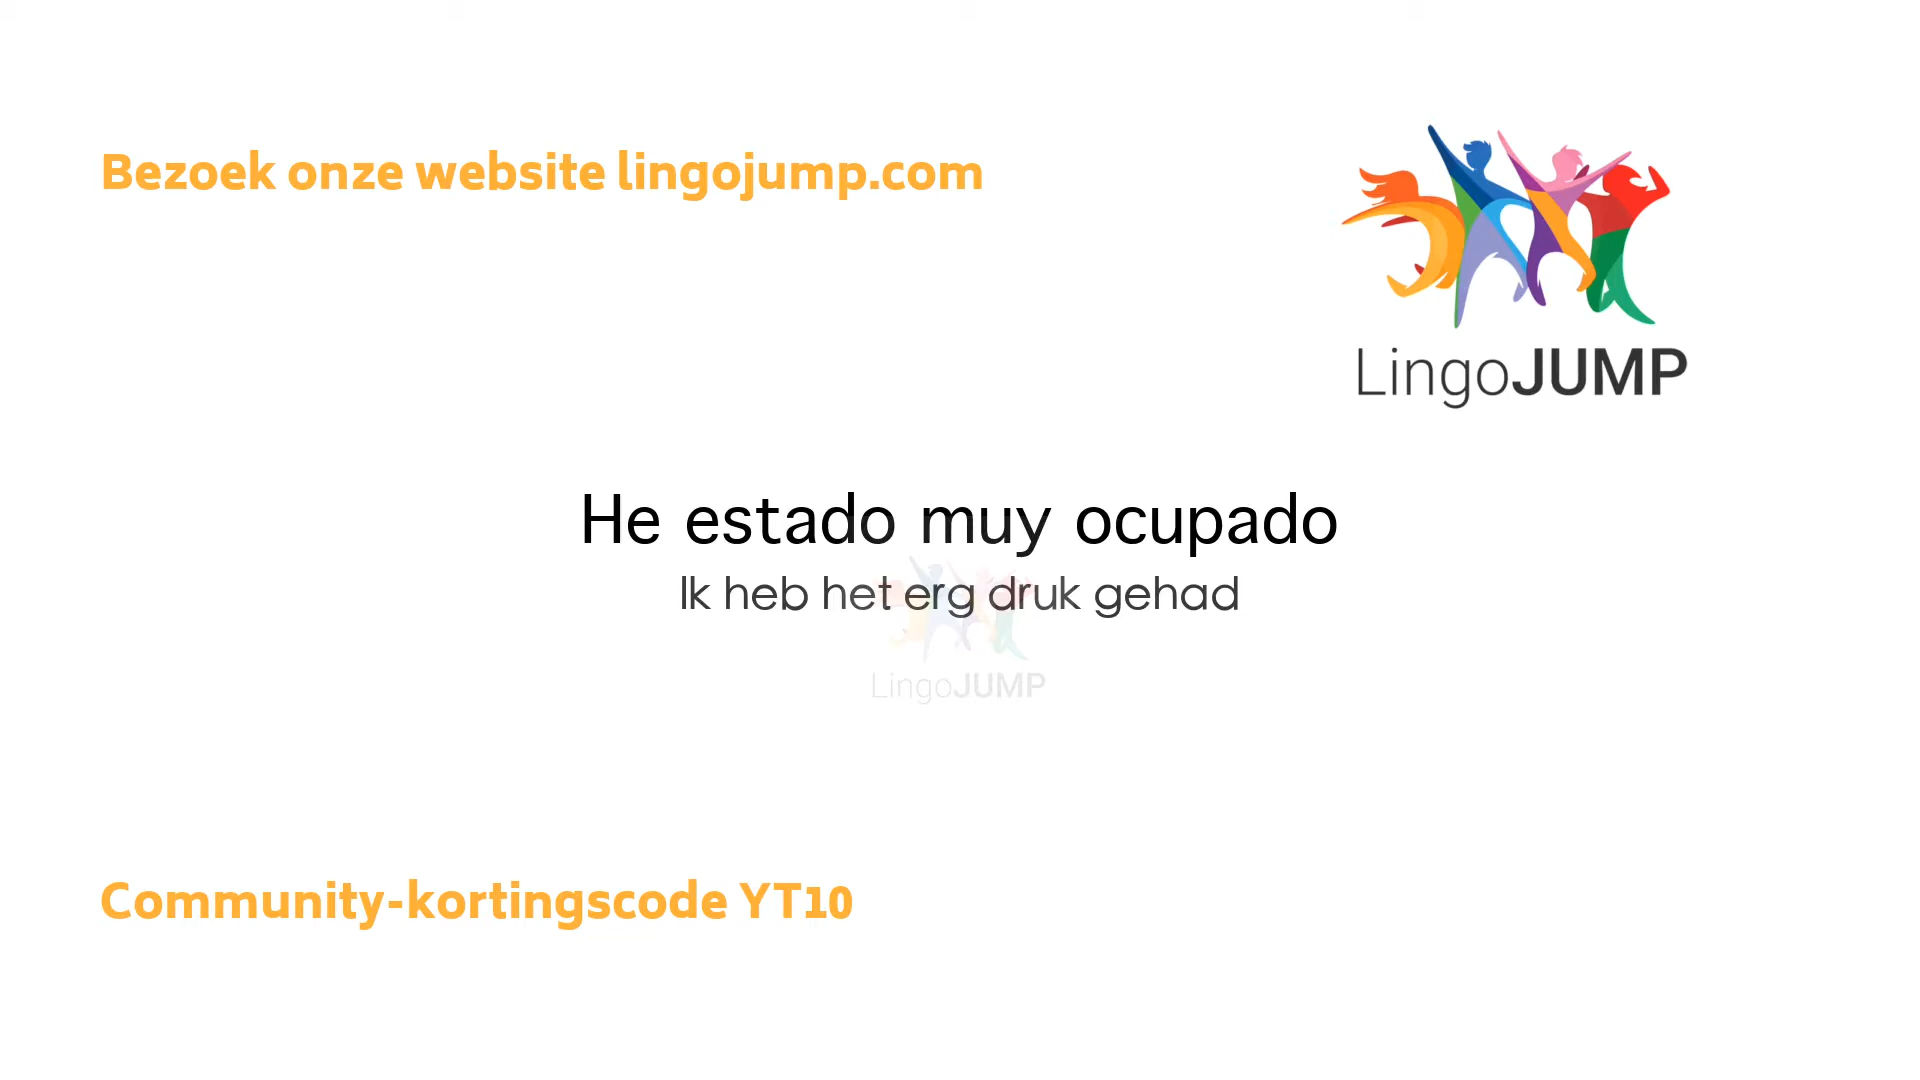 Bezoek onze website lingojump.com
LingoJUMP
He estado muy ocupado
Ik heb het erg druk gehad
LingoJUMP
Community-kortingscode YT10